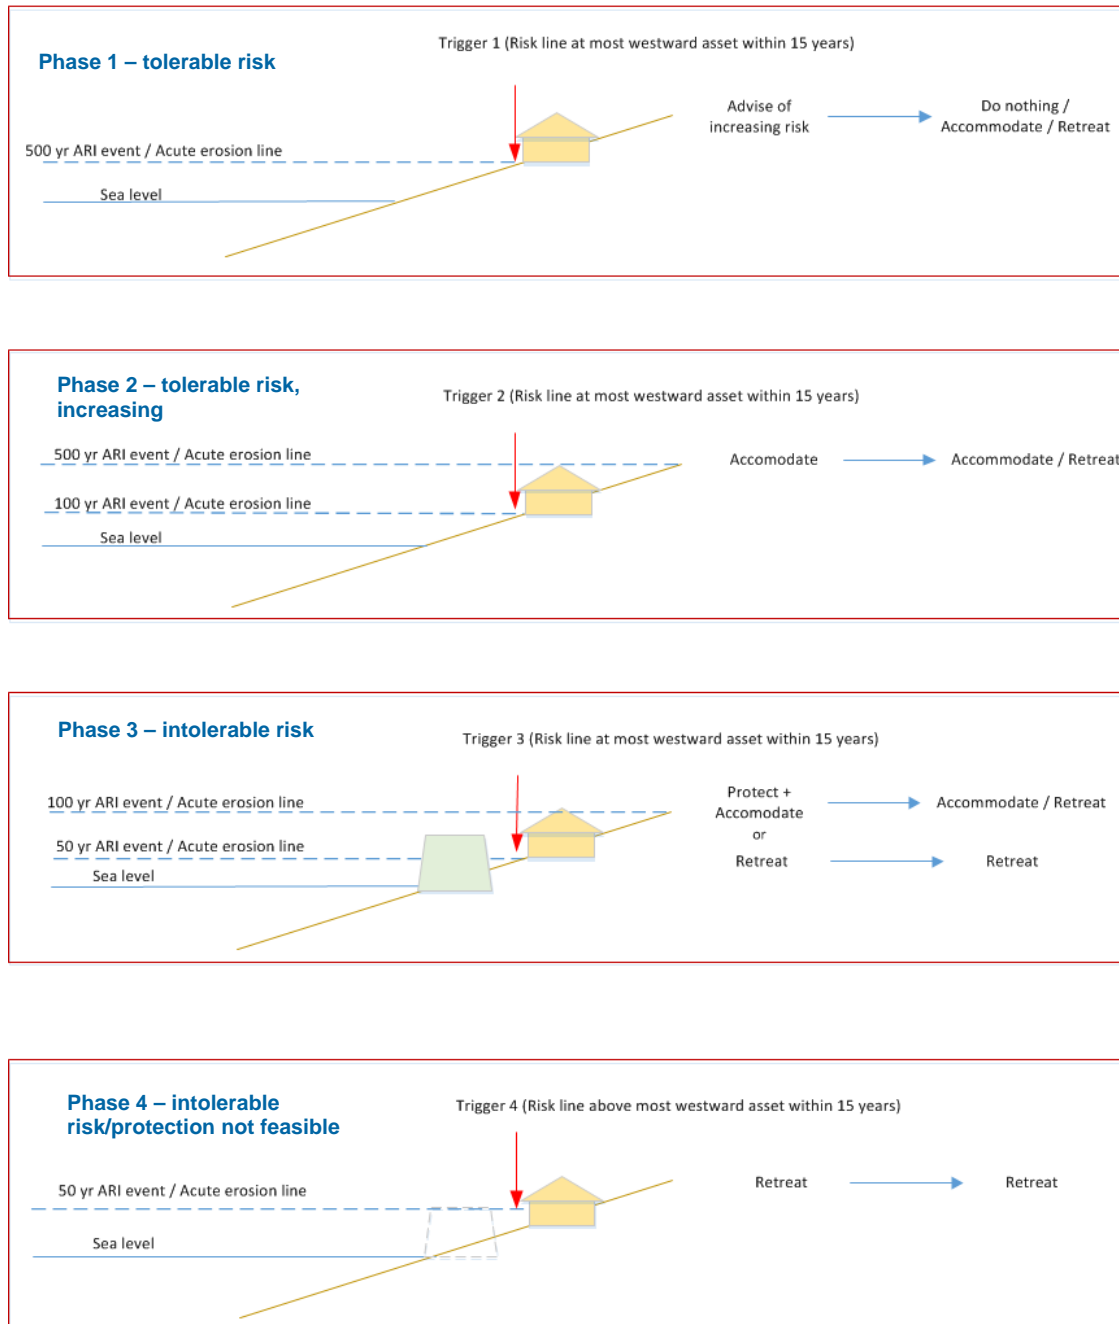 Trigger 1 (Risk line at most westward asset within 15 years)
Phase 1 – tolerable risk
Advise of
increasing risk
Do nothing /
Accommodate / Retreat
500 yr ARI event / Acute erosion line
Sea level
Phase 2 – tolerable risk,
increasing
Trigger 2 (Risk line at most westward asset within 15 years)
500 yr ARI event / Acute erosion line
Accomodate
Accommodate / Retreat
100 yr ARI event / Acute erosion line
Sea level
Phase 3 – intolerable risk
Trigger 3 (Risk line at most westward asset within 15 years)
100 yr ARI event / Acute erosion line
Protect +
Accomodate
or
Retreat
Accommodate / Retreat
Retreat
50 yr ARI event / Acute erosion line
Sea level
Phase 4 – intolerable
risk/protection not feasible
Trigger 4 (Risk line above most westward asset within 15 years)
50 yr ARI event / Acute erosion line
Retreat
Retreat
Sea level